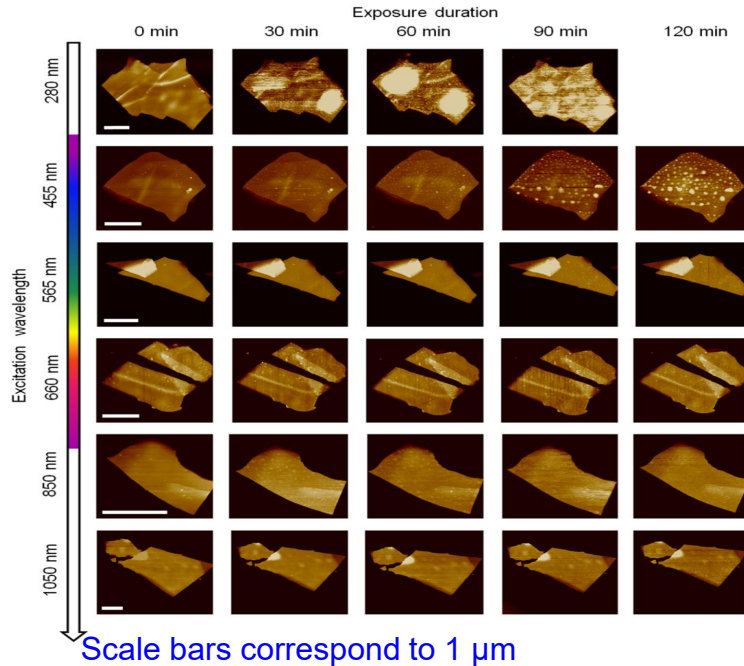 Exposure duration
0 min 30 min 60 min 90 min 120 min
Excitation wavelength
280 nm
455 nm
565 nm
660 nm
850 nm
1050 nm
Scale bars correspond to 1 µm